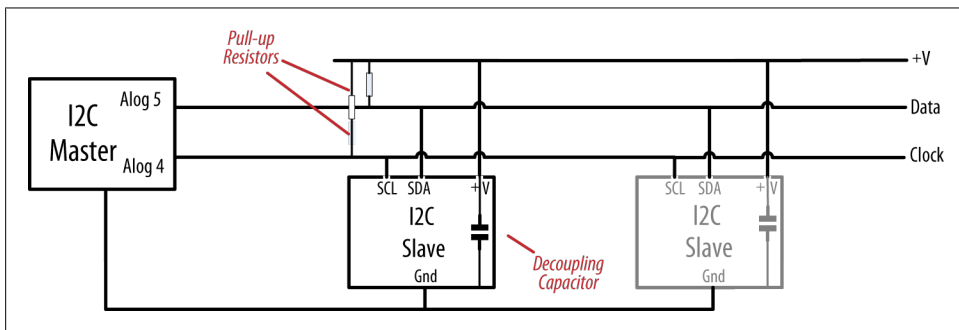 Pull-up
Resistors
+V
Alog 5
Data
I2C
Master
Alog 4
Clock
SCL SDA +V
I2C
Slave
Gnd
Decoupling
Capacitor
SCL SDA + V
I2C
Slave
Gnd